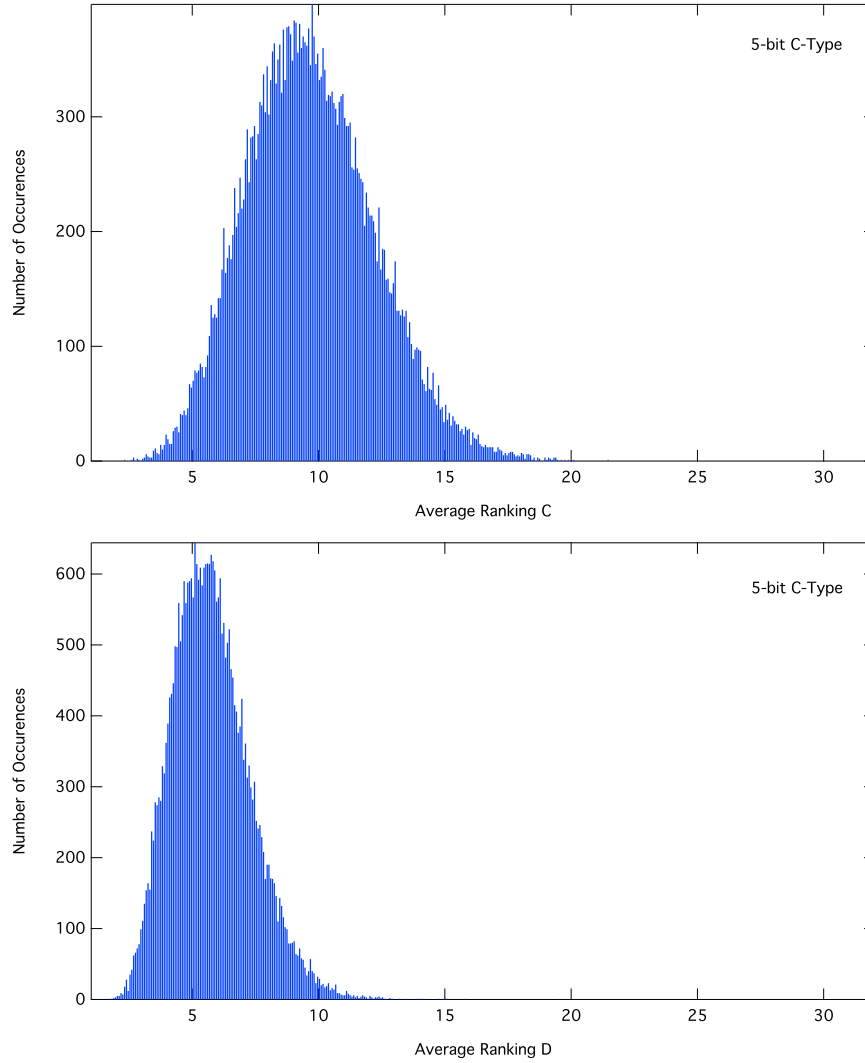 5-bit C-Type
Number of Occurences
300
200
100
0
5 10 15 20 25 30
Average Ranking C
5-bit C-Type
Number of Occurences
600
500
400
300
200
100
0
5 10 15 20 25 30
Average Ranking D